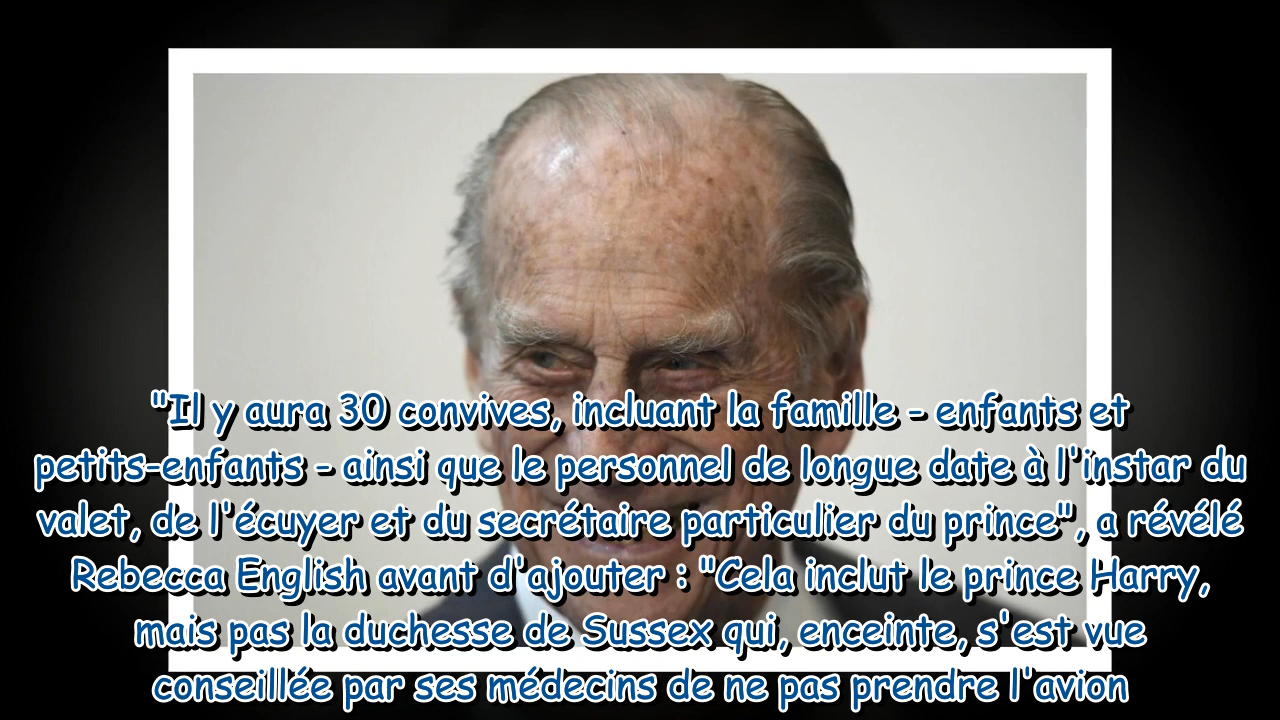 "Il y aura 30 convives, incluant la famille - enfants et
petits-enfants - ainsi que le personnel de longue date à l'instar du
valet, de l'écuyer et du secrétaire particulier du prince", a révélé
Rebecca English avant d'ajouter : "Cela inclut le prince Harry,
mais pas la duchesse de Sussex qui, enceinte, s'est vue
conseillée par ses médecins de ne pas prendre l'avion